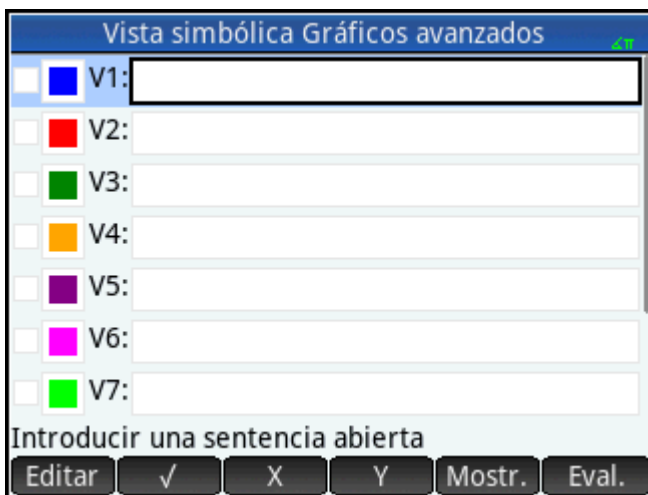 Vista simbólica Gráficos avanzados ∡π
V1:
V2:
V3:
V4:
V5:
V6:
V7:
Introducir una sentencia abierta
Editar √ X Y Mostr. Eval.